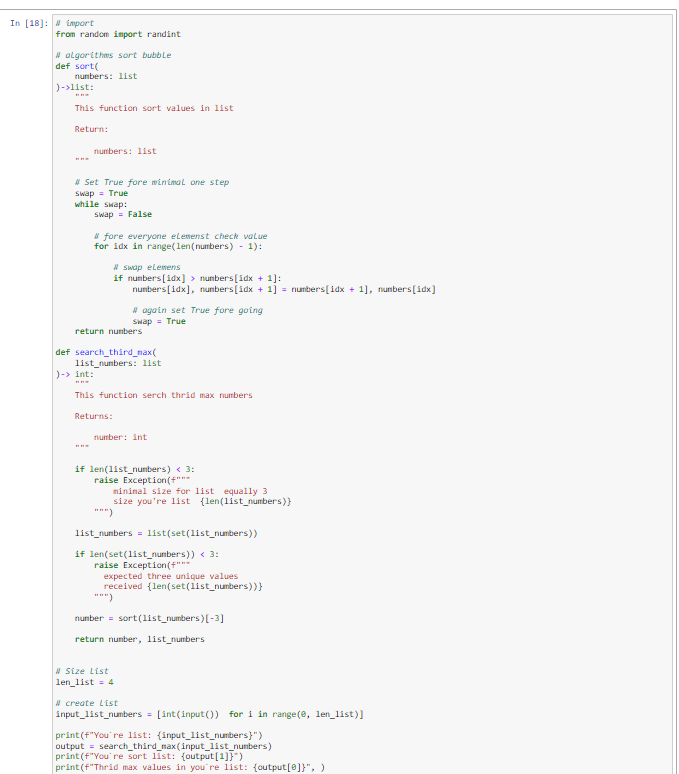 In [18]: # import
from random import randint
# algorithms sort bubble
def sort(
numbers: list
)->list:
"""
This function sort values in list
Return:
numbers: list
"""
# Set True fore minimal one step
swap = True
while swap:
swap = False
# fore everyone elemenst check value
for idx in range(len(numbers) - 1):
# swap elemens
if numbers[idx] > numbers[idx + 1]:
numbers[idx], numbers[idx + 1] = numbers[idx + 1], numbers[idx]
# again set True fore going
swap = True
return numbers
def search_third_max(
list_numbers: list
)-> int:
"""
This function serch thrid max numbers
Returns:
number: int
"""
if len(list_numbers) < 3:
raise Exception(f"""
minimal size for list  equally 3
size you're list  {len(list_numbers)}
""")
list_numbers = list(set(list_numbers))
if len(set(list_numbers)) < 3:
raise Exception(f"""
expected three unique values
received {len(set(list_numbers))}
""")
number = sort(list_numbers)[-3]
return number, list_numbers
# Size list
len_list = 4
# create list
input_list_numbers = [int(input())  for i in range(0, len_list)]
print(f"You`re list: {input_list_numbers}")
output = search_third_max(input_list_numbers)
print(f"You`re sort list: {output[1]}")
print(f"Thrid max values in you`re list: {output[0]}", )